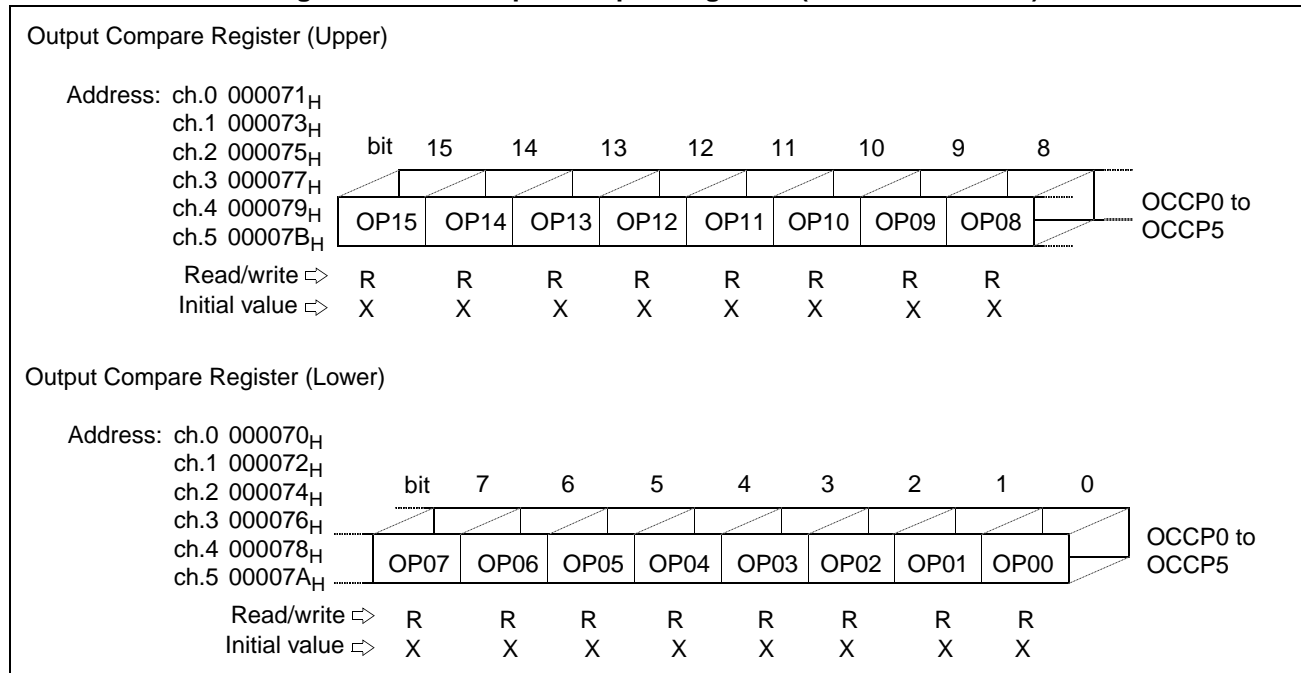 Output Compare Register (Upper)
Address: ch.0 000071H
ch.1 000073H
ch.2 000075H
ch.3 000077H
ch.4 000079H
ch.5 00007BH
bit 15 14 13 12 11 10 9 8
OP15 OP14 OP13 OP12 OP11 OP10 OP09 OP08
OCCP0 to
OCCP5
Read/write ⇨ R R R R R R R R
Initial value ⇨ X X X X X X X X
Output Compare Register (Lower)
Address: ch.0 000070H
ch.1 000072H
ch.2 000074H
ch.3 000076H
ch.4 000078H
ch.5 00007AH
bit 7 6 5 4 3 2 1 0
OP07 OP06 OP05 OP04 OP03 OP02 OP01 OP00
OCCP0 to
OCCP5
Read/write ⇨ R R R R R R R R
Initial value ⇨ X X X X X X X X